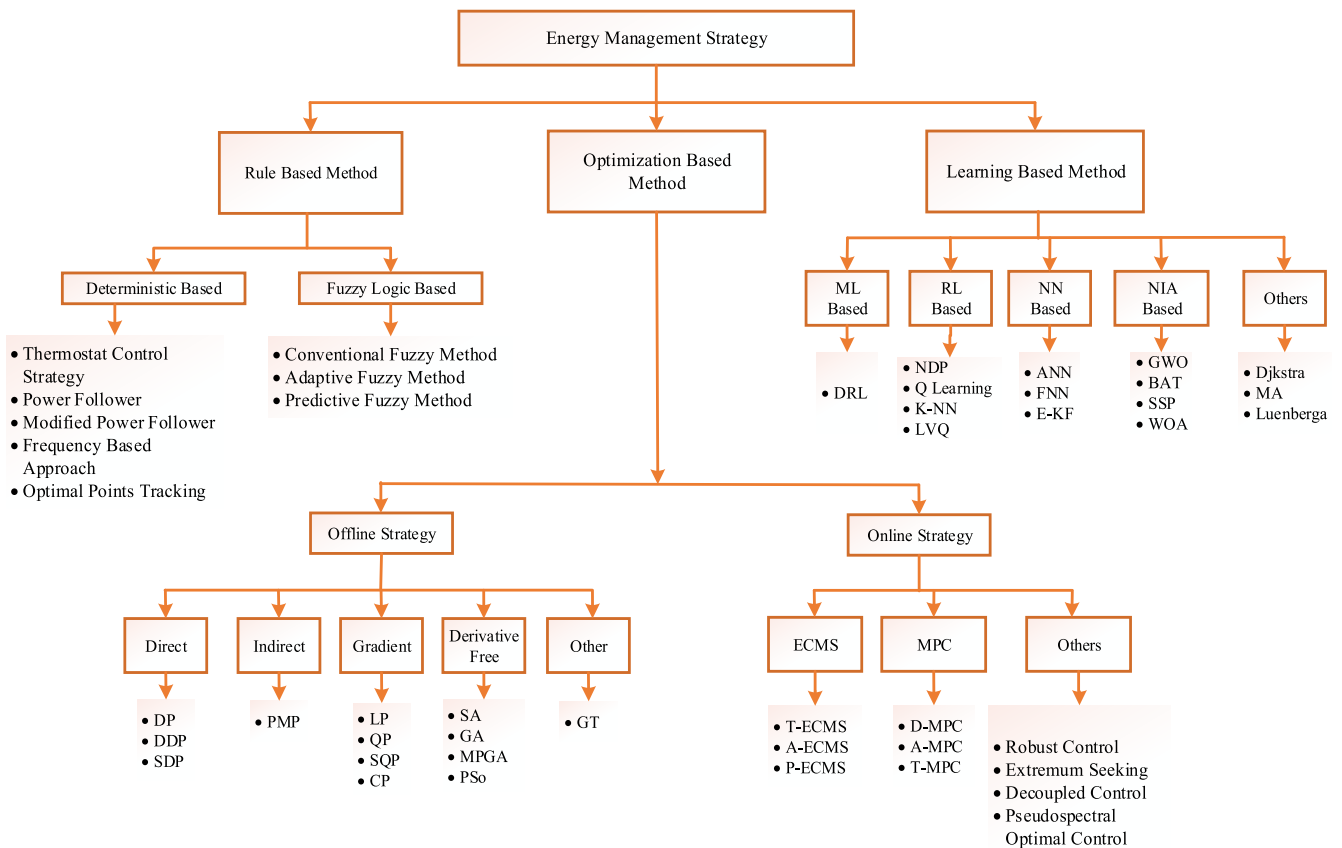 Energy Management Strategy
Rule Based Method
Optimization Based
Method
Learning Based Method
Deterministic Based
Fuzzy Logic Based
ML
Based
RL
Based
NN
Based
NIA
Based
Others
• Thermostat Control
Strategy
• Power Follower
• Modified Power Follower
• Frequency Based
Approach
• Optimal Points Tracking
• Conventional Fuzzy Method
• Adaptive Fuzzy Method
• Predictive Fuzzy Method
• DRL
• NDP
• Q Learning
• K-NN
• LVQ
• ANN
• FNN
• E-KF
• GWO
• BAT
• SSP
• WOA
• Djkstra
• MA
• Luenberga
Offline Strategy
Online Strategy
Direct
Indirect
Gradient
Derivative
Free
Other
ECMS
MPC
Others
• DP
• DDP
• SDP
• PMP
• LP
• QP
• SQP
• CP
• SA
• GA
• MPGA
• PSo
• GT
• T-ECMS
• A-ECMS
• P-ECMS
• D-MPC
• A-MPC
• T-MPC
• Robust Control
• Extremum Seeking
• Decoupled Control
• Pseudospectral
Optimal Control